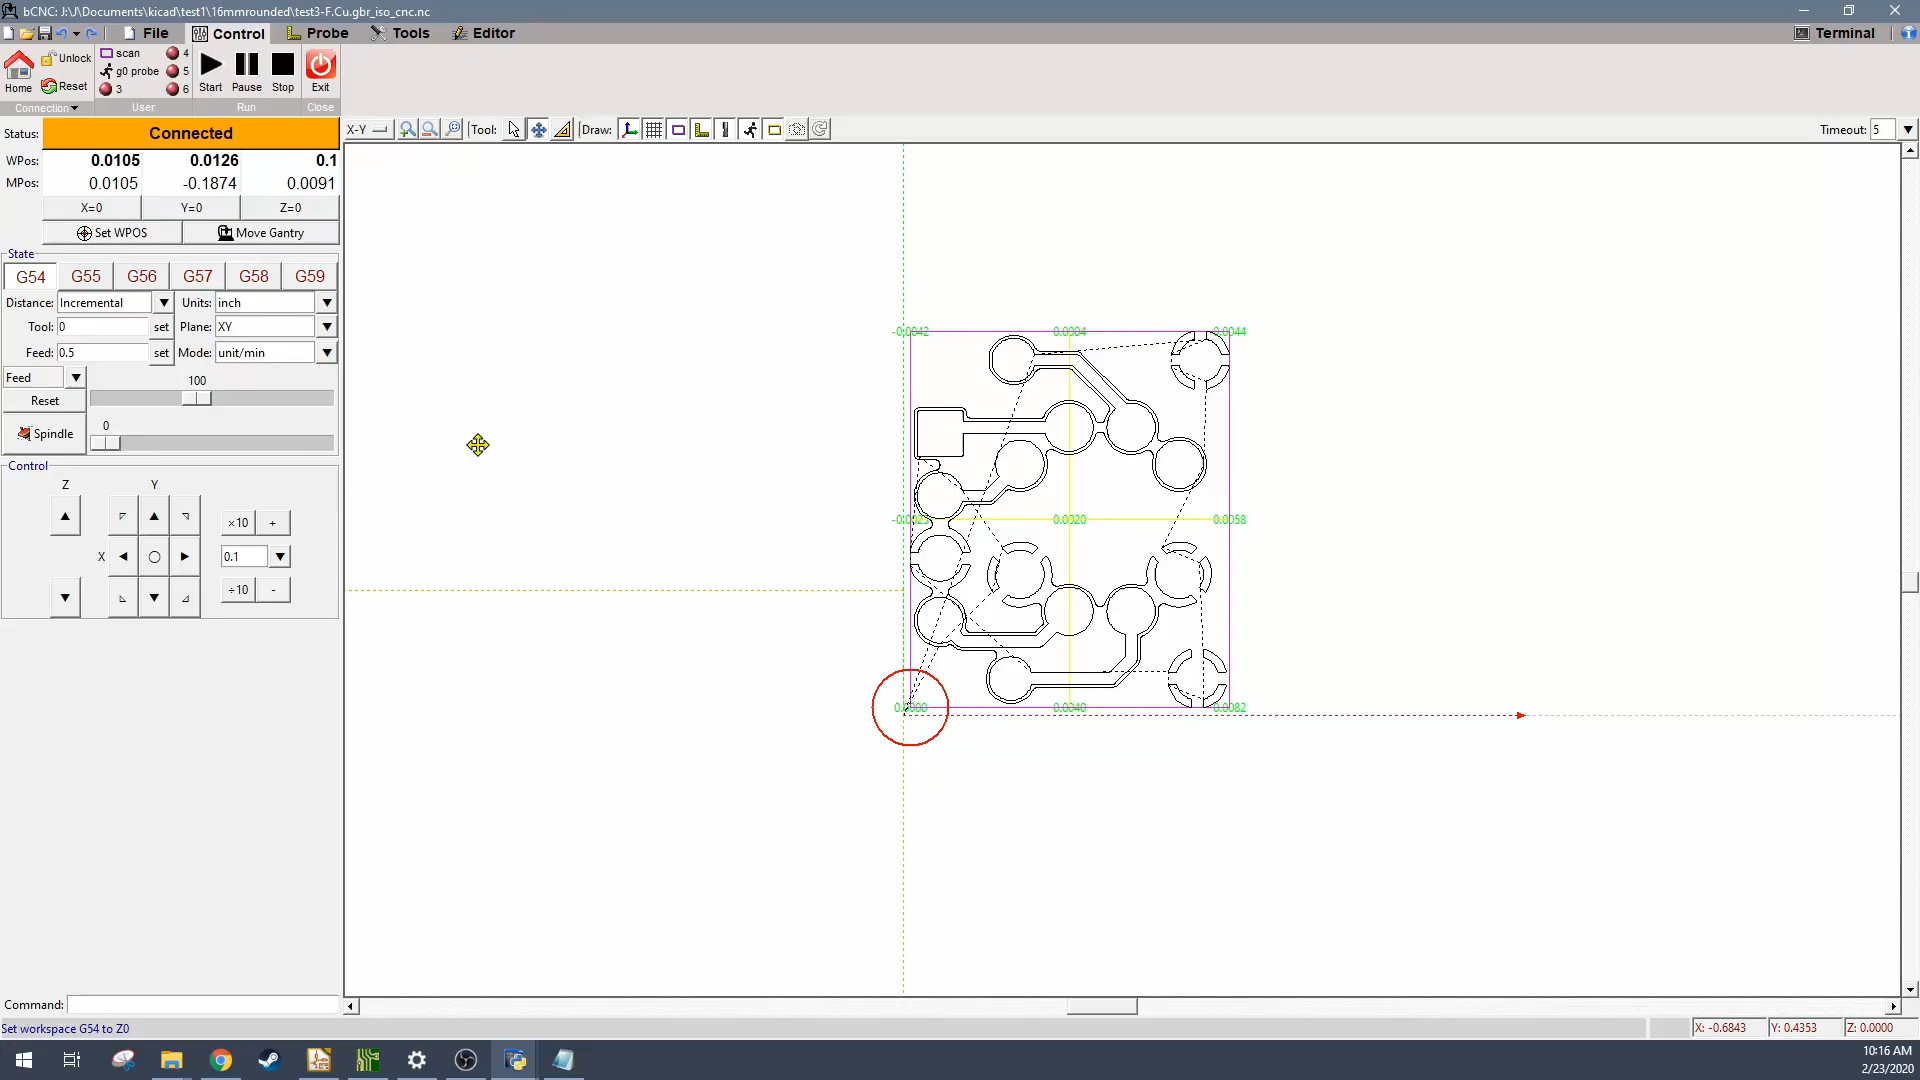 bCNC: J:\J\Documents\kicad\test1\16mmrounded\test3-F.Cu.gbr_iso_cnc.nc
File Control Probe Tools Editor Terminal
Home Unlock Reset Connection
scan g0 probe 3 4 5 6 User
Start Pause Stop Run
Exit Close
Status: Connected
WPos: 0.0105 0.0126 0.1
MPos: 0.0105 -0.1874 0.0091
X=0 Y=0 Z=0
Set WPOS Move Gantry
State
G54 G55 G56 G57 G58 G59
Distance: Incremental Units: inch
Tool: 0 set Plane: XY
Feed: 0.5 set Mode: unit/min
Feed 100
Reset
0
Spindle
Control
Z Y
×10 +
X 0.1
÷10 -
X-Y Tool: Draw: Timeout: 5
-0.0042 0.0004 0.0044
0.0020 0.0058
0.0000 0.0040 0.0082
Command:
Set workspace G54 to Z0 X: -0.6843 Y: 0.4353 Z: 0.0000
10:16 AM
2/23/2020